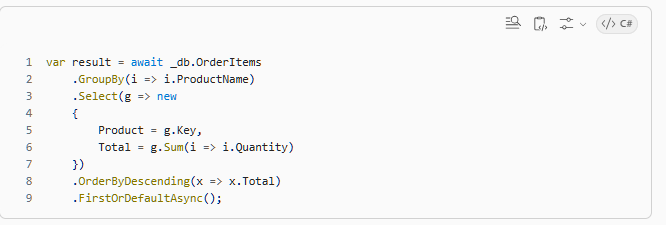 </> C#
1 var result = await _db.OrderItems
2     .GroupBy(i => i.ProductName)
3     .Select(g => new
4     {
5         Product = g.Key,
6         Total = g.Sum(i => i.Quantity)
7     })
8     .OrderByDescending(x => x.Total)
9     .FirstOrDefaultAsync();